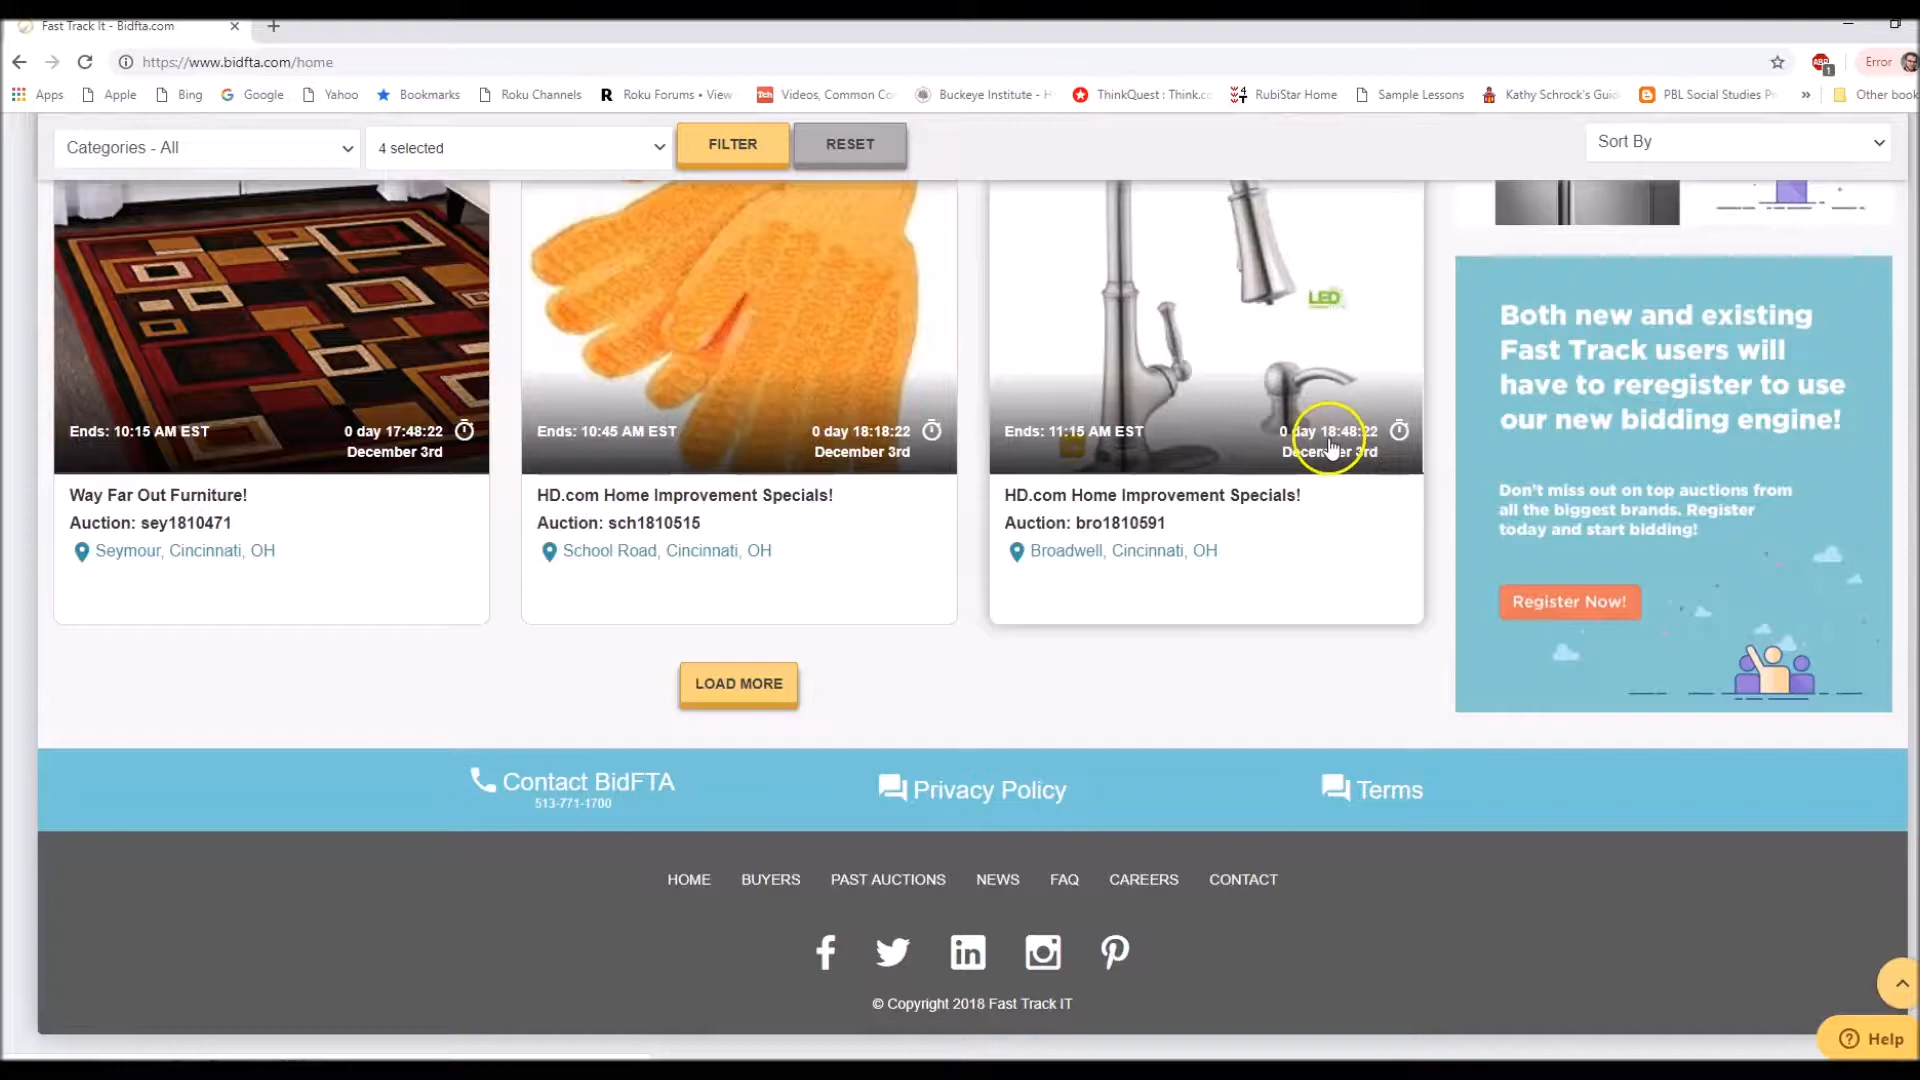 Fast Track It - Bidfta.com
https://www.bidfta.com/home
ABP
1
Error
Apps
Apple
Bing
Google
Yahoo
Bookmarks
Roku Channels
Roku Forums • View
Videos, Common Co
Buckeye Institute - H
ThinkQuest : Think.c
RubiStar Home
Sample Lessons
Kathy Schrock's Guid
PBL Social Studies P
»
Other book
Categories - All
4 selected
FILTER
RESET
Sort By
LED
Ends: 10:15 AM EST
0 day 17:48:22
December 3rd
Way Far Out Furniture!
Auction: sey1810471
Seymour, Cincinnati, OH
Ends: 10:45 AM EST
0 day 18:18:22
December 3rd
HD.com Home Improvement Specials!
Auction: sch1810515
School Road, Cincinnati, OH
Ends: 11:15 AM EST
0 day 18:48:22
December 3rd
HD.com Home Improvement Specials!
Auction: bro1810591
Broadwell, Cincinnati, OH
Both new and existing
Fast Track users will
have to reregister to use
our new bidding engine!
Don't miss out on top auctions from
all the biggest brands. Register
today and start bidding!
Register Now!
LOAD MORE
Contact BidFTA
513-771-1700
Privacy Policy
Terms
HOME
BUYERS
PAST AUCTIONS
NEWS
FAQ
CAREERS
CONTACT
© Copyright 2018 Fast Track IT
Help